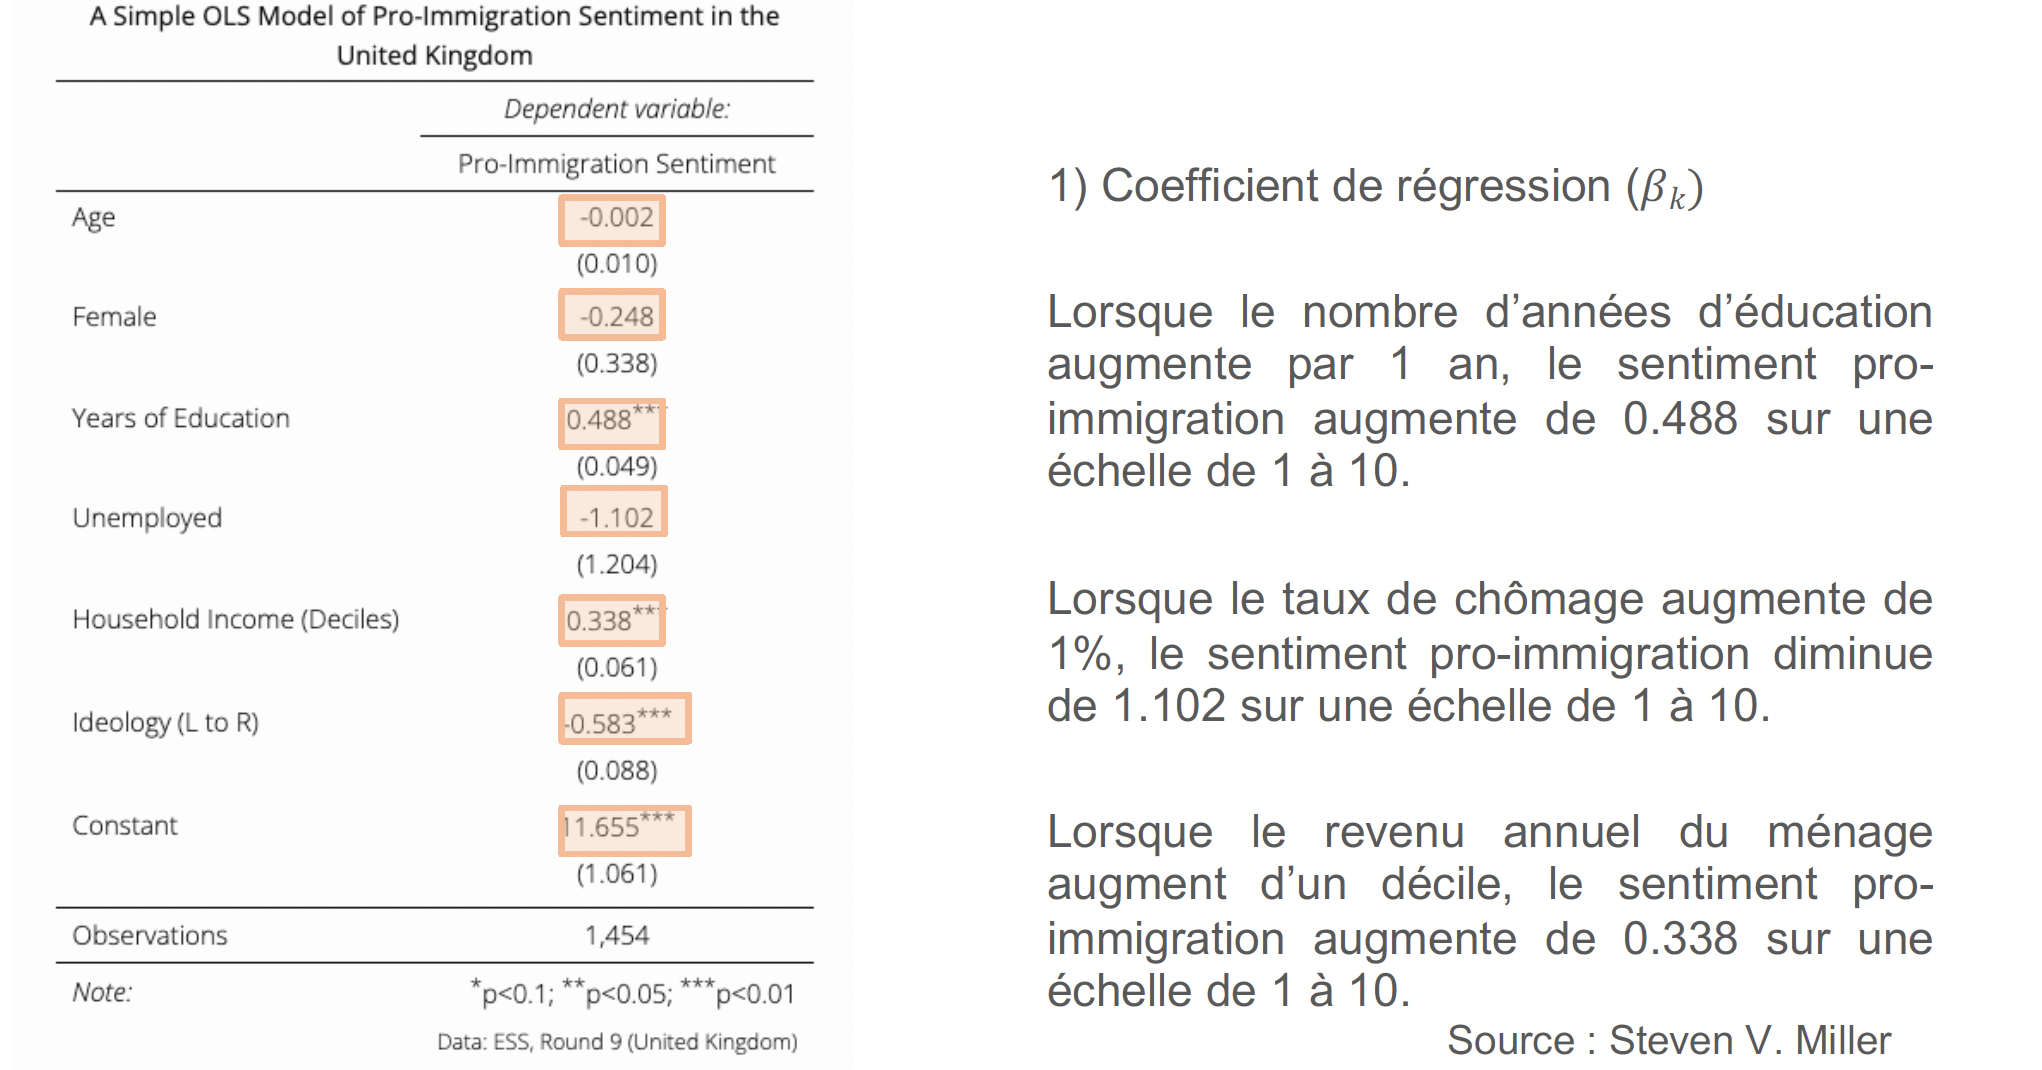 A Simple OLS Model of Pro-Immigration Sentiment in the
United Kingdom
Dependent variable:
Pro-Immigration Sentiment
Age -0.002
(0.010)
Female -0.248
(0.338)
Years of Education 0.488***
(0.049)
Unemployed -1.102
(1.204)
Household Income (Deciles) 0.338***
(0.061)
Ideology (L to R) -0.583***
(0.088)
Constant 11.655***
(1.061)
Observations 1,454
Note: *p<0.1; **p<0.05; ***p<0.01
Data: ESS, Round 9 (United Kingdom)
1) Coefficient de régression (βk)
Lorsque le nombre d’années d’éducation
augmente par 1 an, le sentiment pro-
immigration augmente de 0.488 sur une
échelle de 1 à 10.
Lorsque le taux de chômage augmente de
1%, le sentiment pro-immigration diminue
de 1.102 sur une échelle de 1 à 10.
Lorsque le revenu annuel du ménage
augment d’un décile, le sentiment pro-
immigration augmente de 0.338 sur une
échelle de 1 à 10.
Source : Steven V. Miller